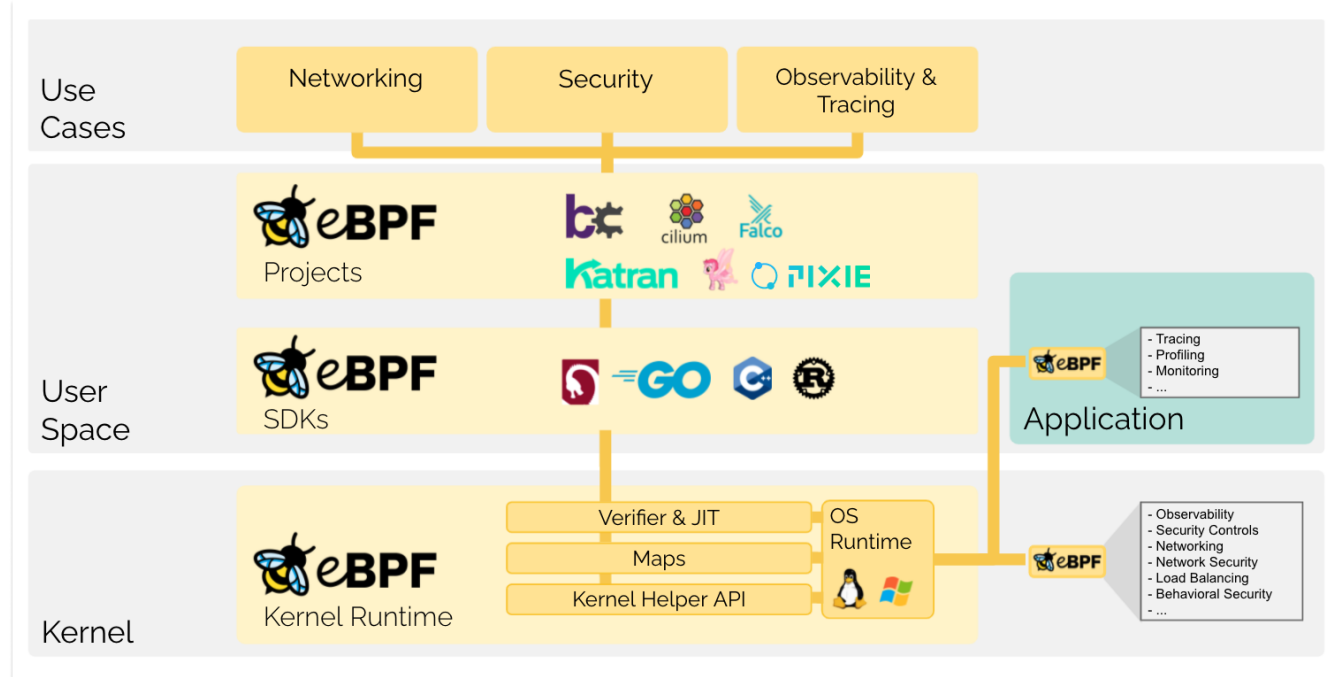 Use
Cases
Networking
Security
Observability &
Tracing
User
Space
eBPF
Projects
bc
cilium
Falco
Katran
PIXIE
eBPF
SDKs
GO
C++
R
Application
eBPF
- Tracing
- Profiling
- Monitoring
- ...
Kernel
eBPF
Kernel Runtime
Verifier & JIT
Maps
Kernel Helper API
OS
Runtime
eBPF
- Observability
- Security Controls
- Networking
- Network Security
- Load Balancing
- Behavioral Security
- ...